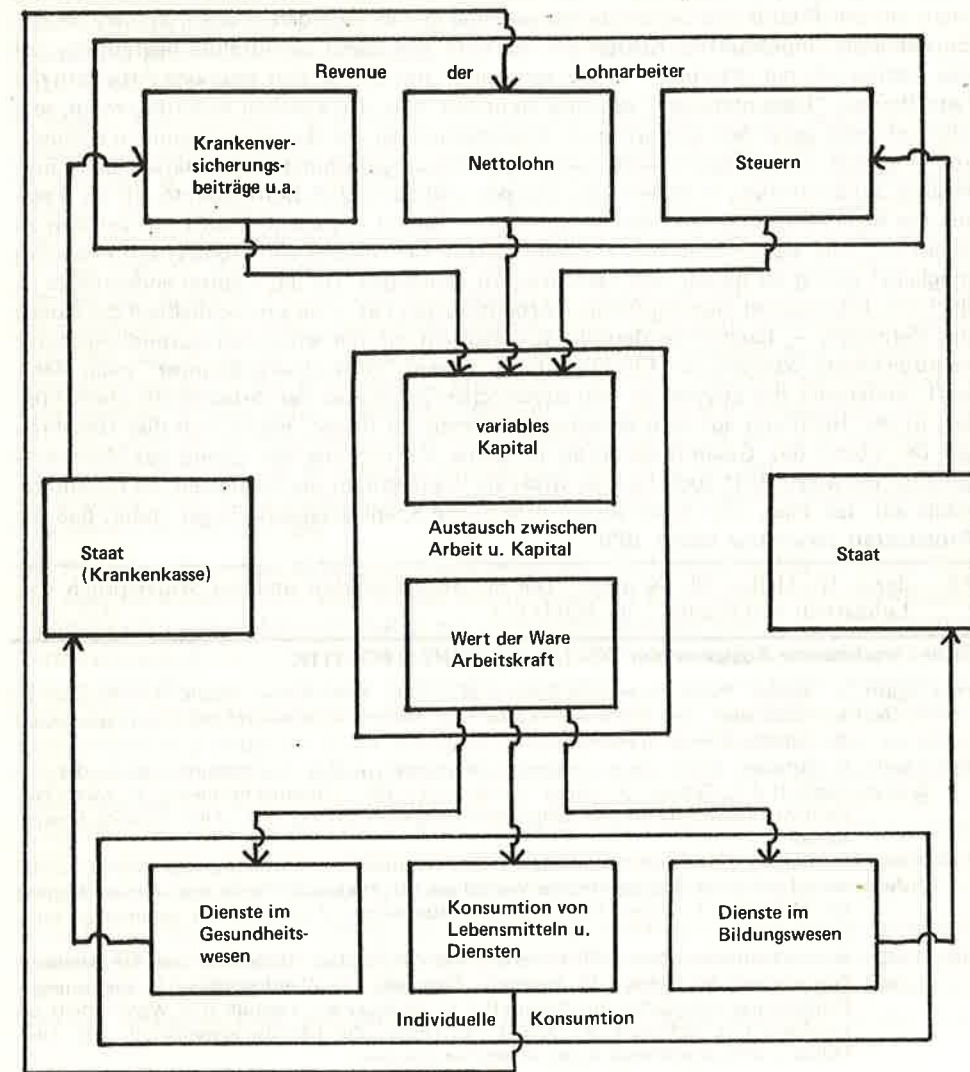 Revenue der Lohnarbeiter
Krankenver-
sicherungs-
beiträge u.a.
Nettolohn
Steuern
variables
Kapital
Austausch zwischen
Arbeit u. Kapital
Staat
(Krankenkasse)
Staat
Wert der Ware
Arbeitskraft
Dienste im
Gesundheits-
wesen
Konsumtion von
Lebensmitteln u.
Diensten
Dienste im
Bildungswesen
Individuelle Konsumtion